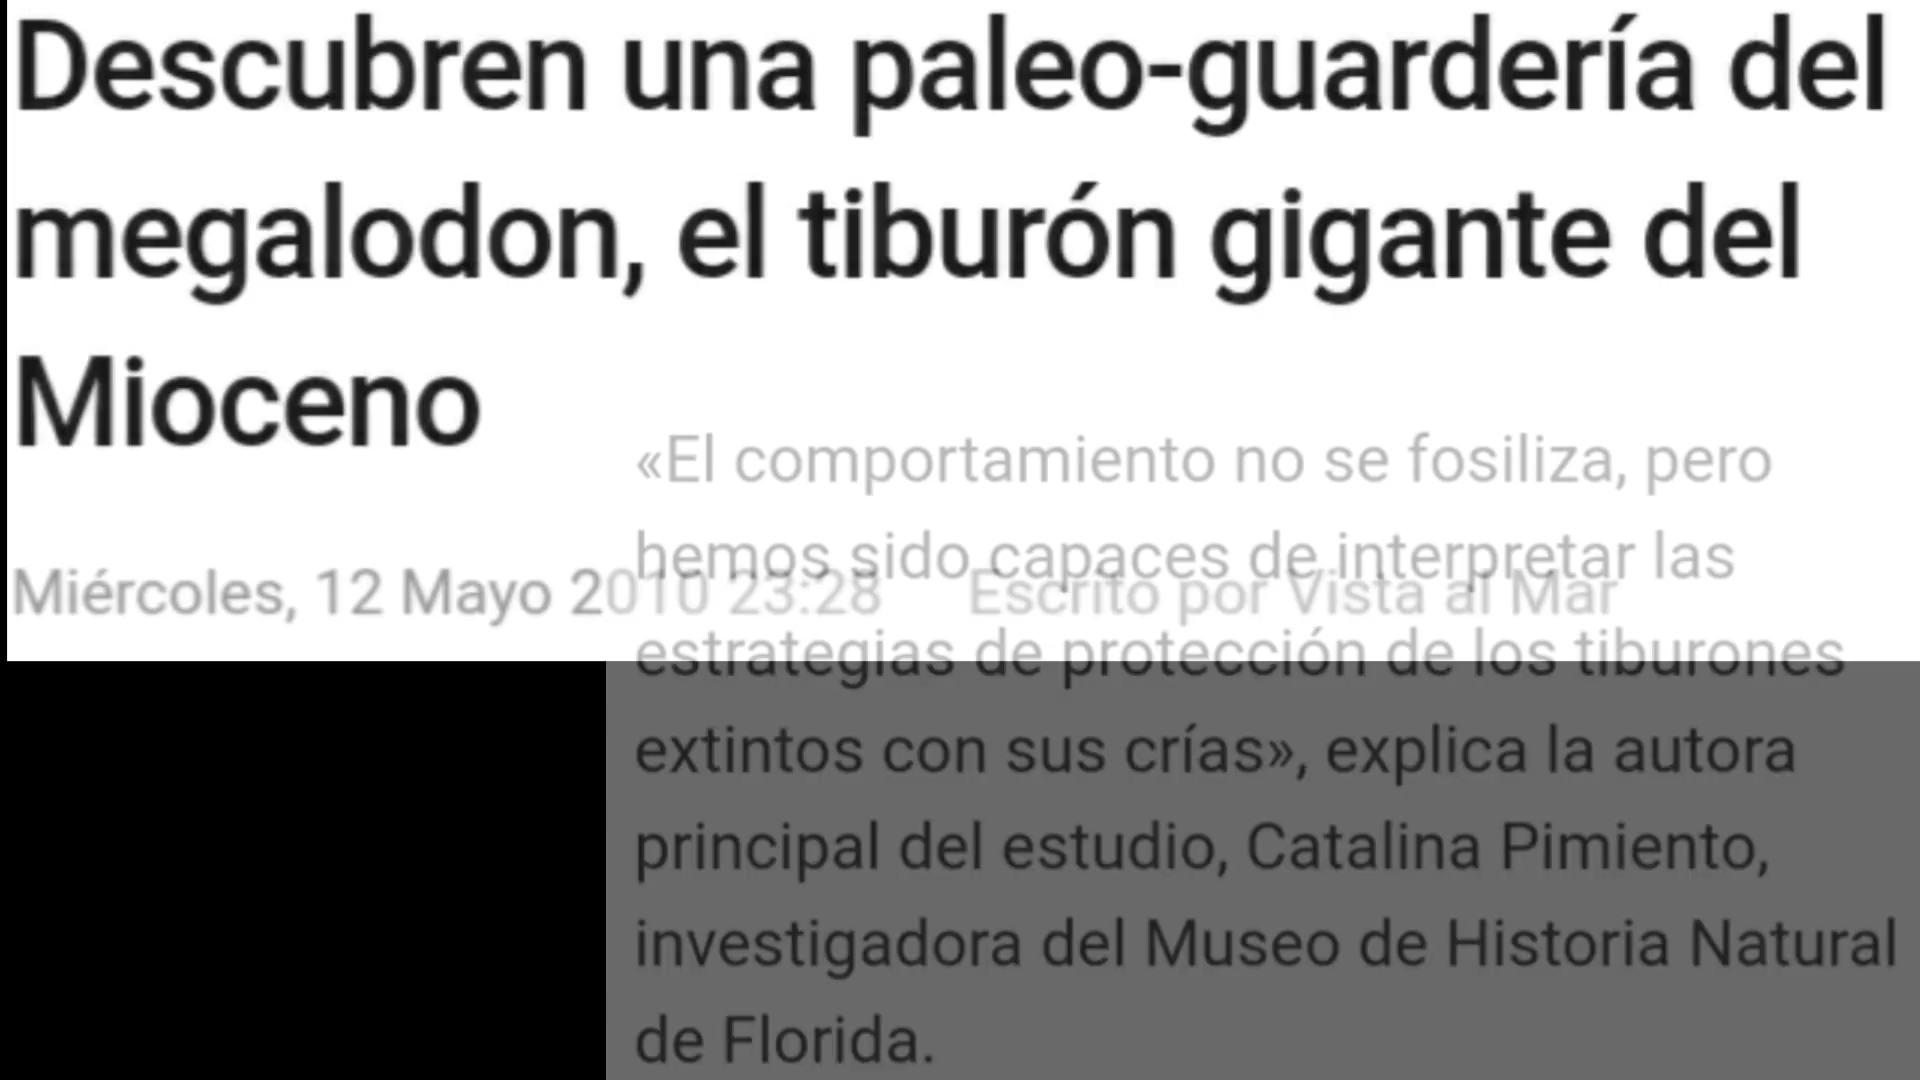 Descubren una paleo-guardería del
megalodon, el tiburón gigante del
Mioceno
«El comportamiento no se fosiliza, pero
hemos sido capaces de interpretar las
Miércoles, 12 Mayo 2010 23:28 Escrito por Vista al Mar
estrategias de protección de los tiburones
extintos con sus crías», explica la autora
principal del estudio, Catalina Pimiento,
investigadora del Museo de Historia Natural
de Florida.